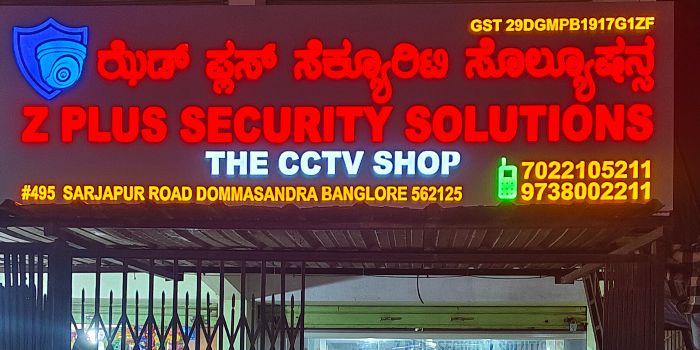 GST 29DGMPB1917G1ZF
ಝೆಡ್ ಪ್ಲಸ್ ಸೆಕ್ಯೂರಿಟಿ ಸೊಲ್ಯೂಷನ್ಸ್
Z PLUS SECURITY SOLUTIONS
THE CCTV SHOP
7022105211
#495 SARJAPUR ROAD DOMMASANDRA BANGLORE 562125
9738002211